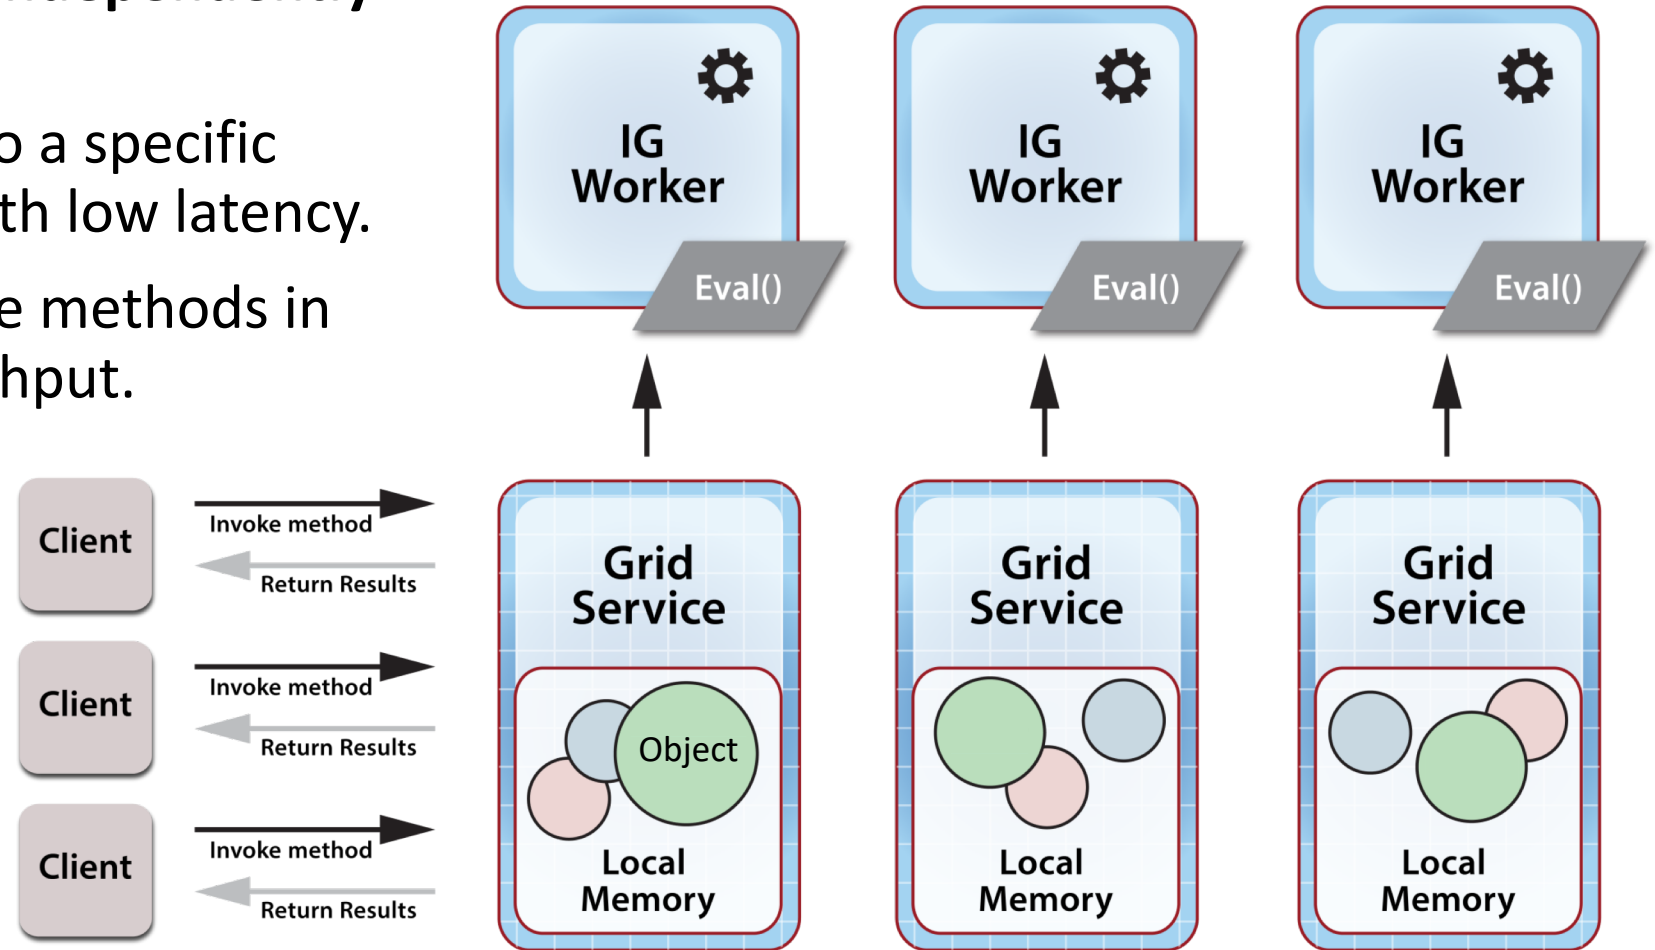 independently
o a specific
th low latency.
e methods in
hput.
IG
Worker
Eval()
IG
Worker
Eval()
IG
Worker
Eval()
Client
Invoke method
Return Results
Client
Invoke method
Return Results
Client
Invoke method
Return Results
Grid
Service
Object
Local
Memory
Grid
Service
Local
Memory
Grid
Service
Local
Memory